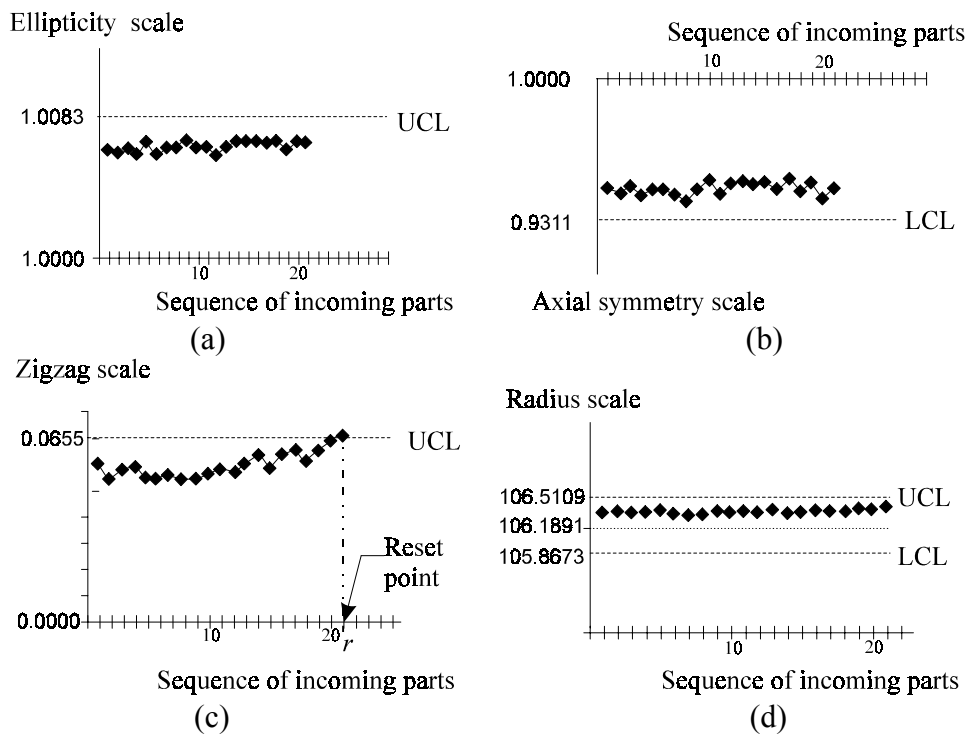 Ellipticity scale
1.0083
UCL
1.0000
10
20
Sequence of incoming parts
(a)
Sequence of incoming parts
10
20
1.0000
0.9311
LCL
Axial symmetry scale
(b)
Zigzag scale
0.0655
UCL
Reset
point
0.0000
10
20
r
Sequence of incoming parts
(c)
Radius scale
106.5109
UCL
106.1891
105.8673
LCL
10
20
Sequence of incoming parts
(d)